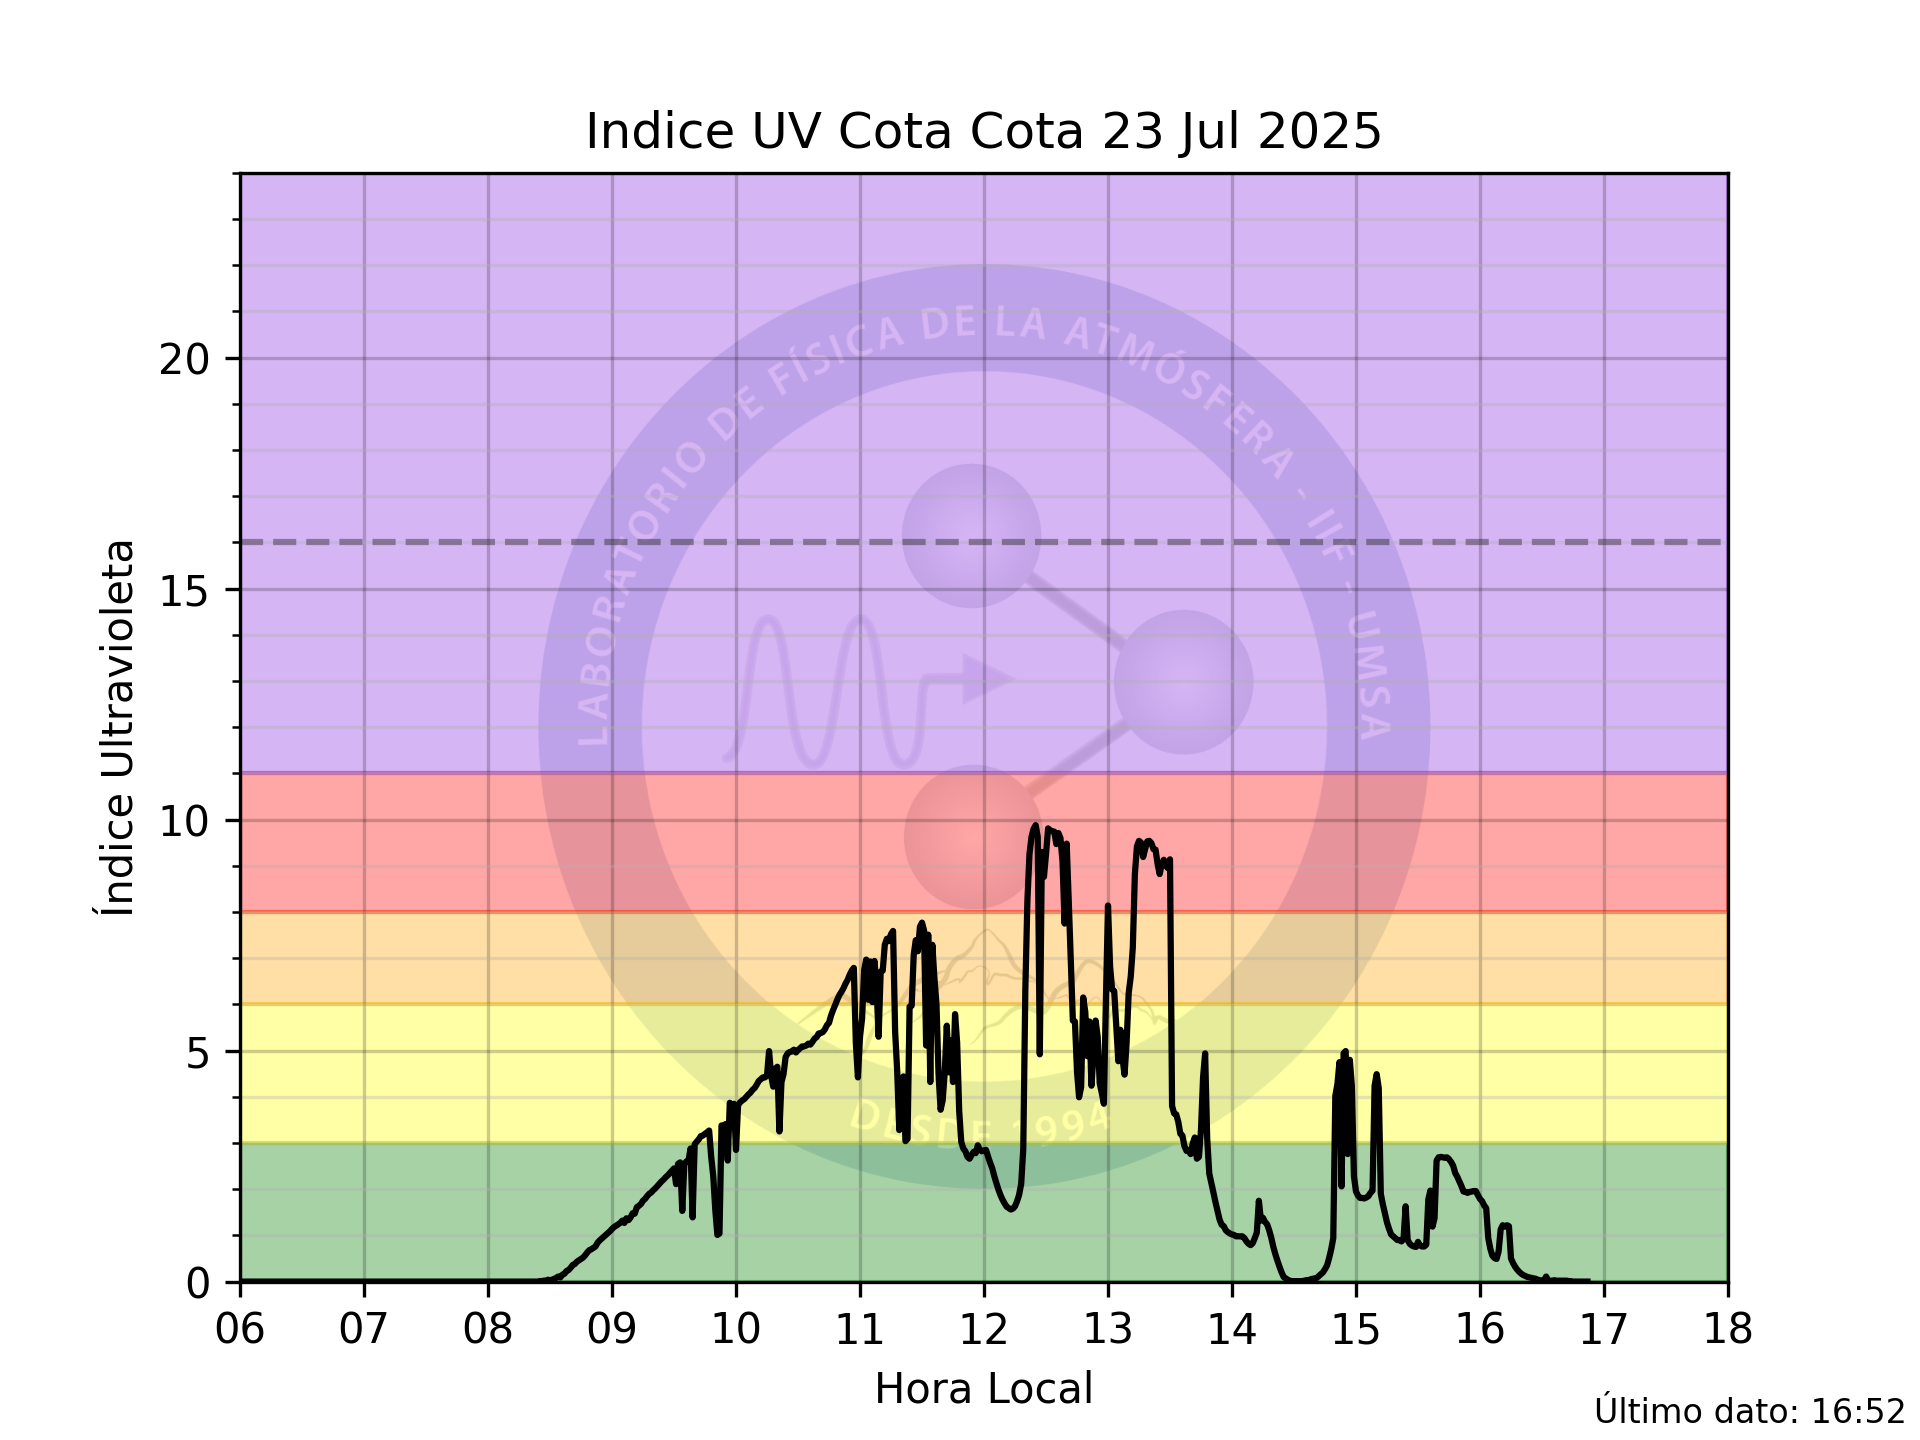 Indice UV Cota Cota 23 Jul 2025
LABORATORIO DE FÍSICA DE LA ATMÓSFERA - IIF - UMSA
DESDE 1994
Índice Ultravioleta
20
15
10
5
0
06 07 08 09 10 11 12 13 14 15 16 17 18
Hora Local
Último dato: 16:52